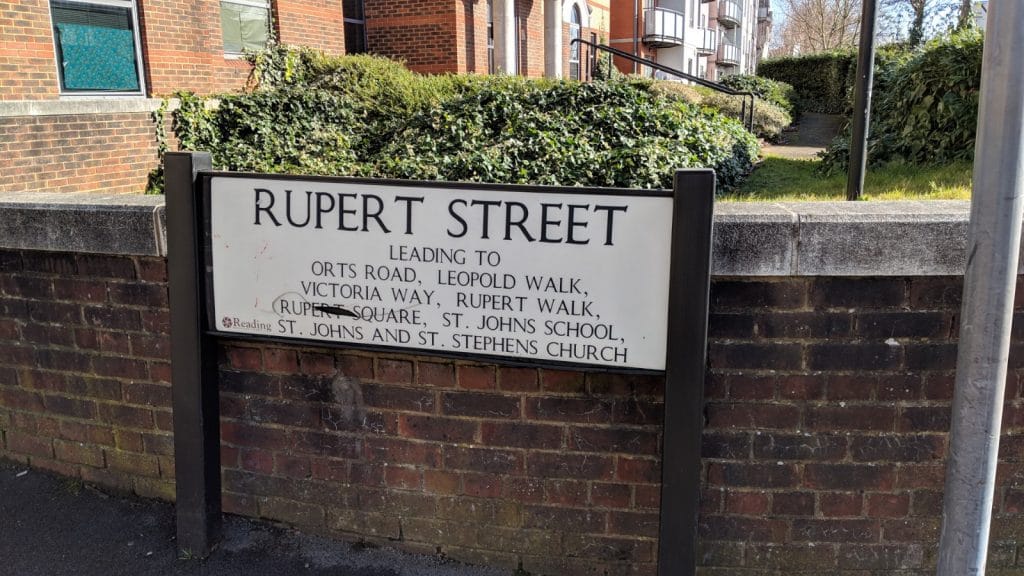 RUPERT STREET
LEADING TO
ORTS ROAD, LEOPOLD WALK,
VICTORIA WAY, RUPERT WALK,
RUPERT SQUARE, ST. JOHNS SCHOOL,
ST. JOHNS AND ST. STEPHENS CHURCH
Reading